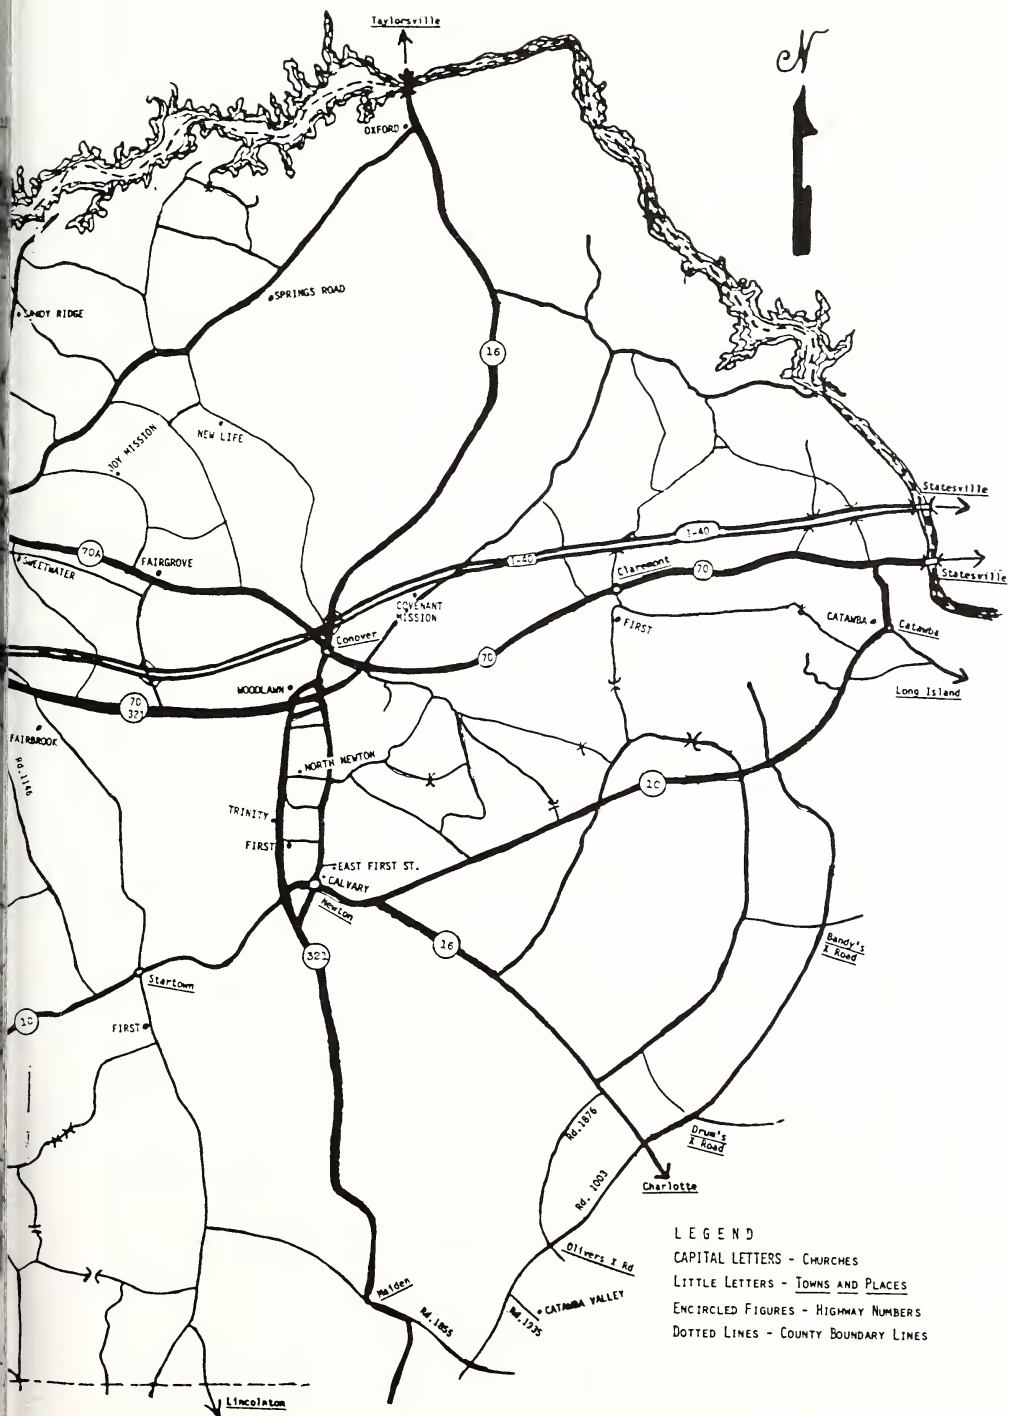 Taylorsville
N
OXFORD
SPRINGS ROAD
SANDY RIDGE
16
NEW LIFE
JOY MISSION
Statesville
I-40
70A
I-40
SWEETWATER
FAIRGROVE
Claremont
70
Statesville
COVENANT
MISSION
FIRST
CATAWBA
Catawba
Conover
70
WOODLAWN
Long Island
70
321
FAIRBROOK
Rd.1146
NORTH NEWTON
10
TRINITY
FIRST
EAST FIRST ST.
CALVARY
Newton
16
321
Bandy's
X Road
Startown
10
FIRST
Rd.1876
Drum's
X Road
Charlotte
Rd. 1003
Olivers X Rd
Maiden
Rd.1855
Rd.1935
CATAWBA VALLEY
Lincolnton
LEGEND
CAPITAL LETTERS - CHURCHES
LITTLE LETTERS - TOWNS AND PLACES
ENCIRCLED FIGURES - HIGHWAY NUMBERS
DOTTED LINES - COUNTY BOUNDARY LINES